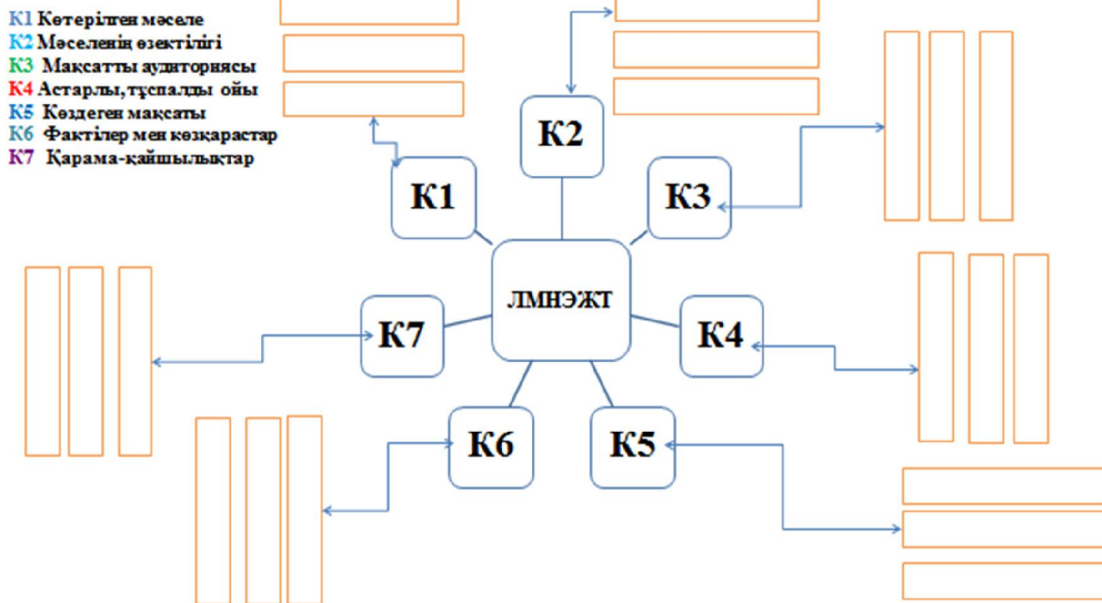 К1 Көтерілген мәселе
К2 Мәселенің өзектілігі
К3 Мақсатты аудиториясы
К4 Астарлы,тұспалды ойы
К5 Көздеген мақсаты
К6 Фактілер мен көзқарастар
К7 Қарама-қайшылықтар
К2
К1
К3
ЛМНЭЖТ
К7
К4
К6
К5